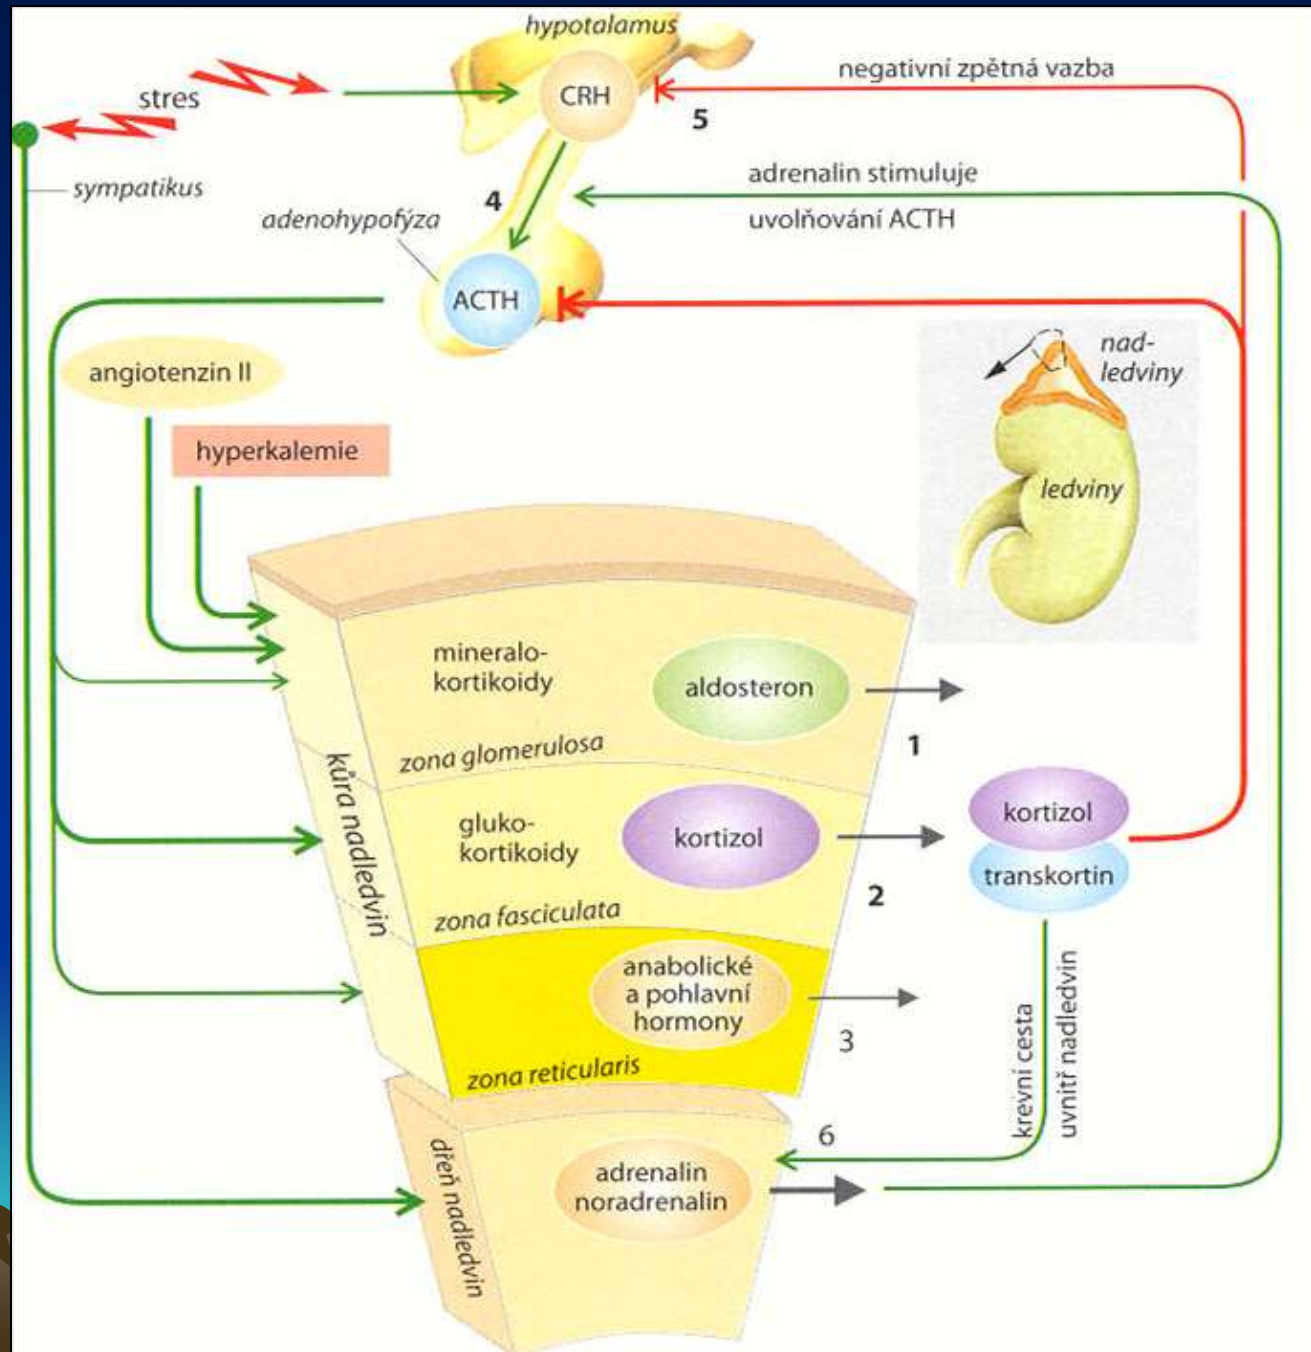 hypotalamus
stres
CRH
negativní zpětná vazba
5
sympatikus
4
adrenalin stimuluje
uvolňování ACTH
adenohypofýza
ACTH
angiotenzin II
hyperkalemie
nad-
ledviny
ledviny
mineralo-
kortikoidy
aldosteron
zona glomerulosa
1
kůra nadledvin
gluko-
kortikoidy
kortizol
zona fasciculata
2
kortizol
transkortin
anabolické
a pohlavní
hormony
zona reticularis
3
krevní cesta
uvnitř nadledvin
6
dřeň nadledvin
adrenalin
noradrenalin